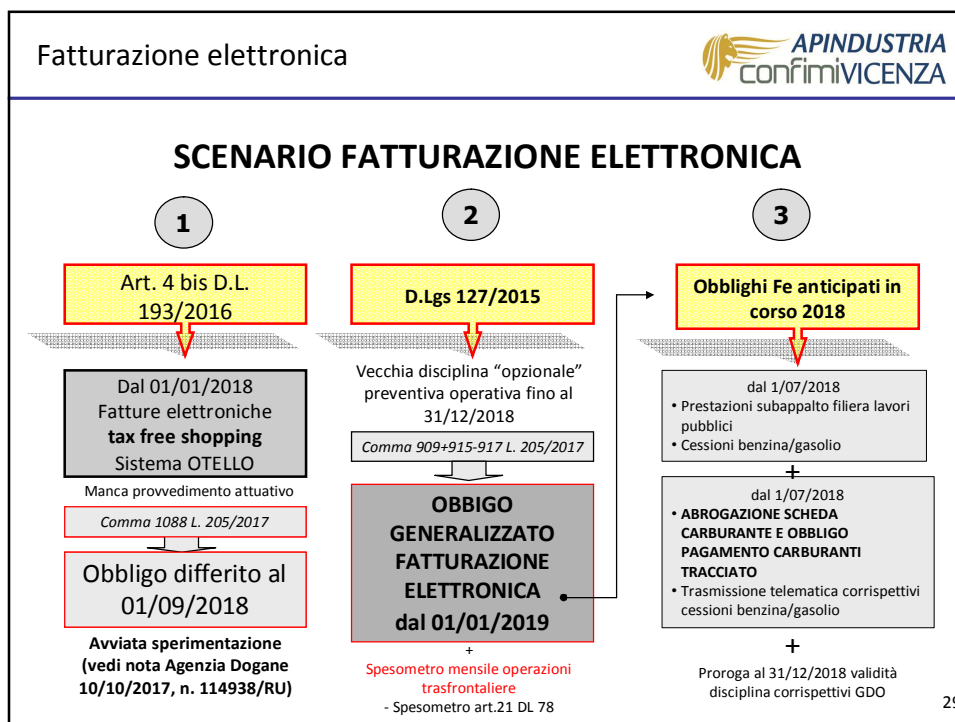 Fatturazione elettronica
APINDUSTRIA
confimiVICENZA
SCENARIO FATTURAZIONE ELETTRONICA
1
Art. 4 bis D.L.
193/2016
Dal 01/01/2018
Fatture elettroniche
tax free shopping
Sistema OTELLO
Manca provvedimento attuativo
Comma 1088 L. 205/2017
Obbligo differito al
01/09/2018
Avviata sperimentazione
(vedi nota Agenzia Dogane
10/10/2017, n. 114938/RU)
2
D.Lgs 127/2015
Vecchia disciplina “opzionale”
preventiva operativa fino al
31/12/2018
Comma 909+915-917 L. 205/2017
OBBIGO
GENERALIZZATO
FATTURAZIONE
ELETTRONICA
dal 01/01/2019
+
Spesometro mensile operazioni
trasfrontaliere
- Spesometro art.21 DL 78
3
Obblighi Fe anticipati in
corso 2018
dal 1/07/2018
• Prestazioni subappalto filiera lavori
pubblici
• Cessioni benzina/gasolio
+
dal 1/07/2018
• ABROGAZIONE SCHEDA
CARBURANTE E OBBLIGO
PAGAMENTO CARBURANTI
TRACCIATO
• Trasmissione telematica corrispettivi
cessioni benzina/gasolio
+
Proroga al 31/12/2018 validità
disciplina corrispettivi GDO
29